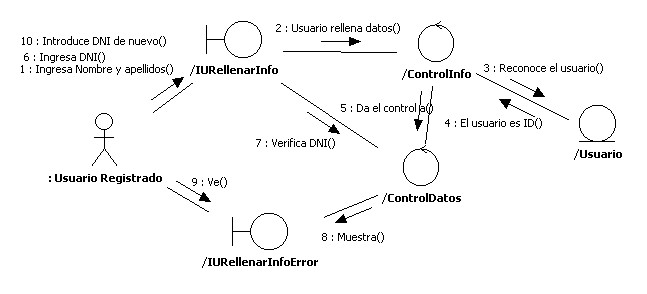 10 : Introduce DNI de nuevo()
6 : Ingresa DNI()
1 : Ingresa Nombre y apellidos()
2 : Usuario rellena datos()
/IURellenarInfo
/ControlInfo
3 : Reconoce el usuario()
5 : Da el control a()
4 : El usuario es ID()
7 : Verifica DNI()
/Usuario
: Usuario Registrado
9 : Ve()
/ControlDatos
8 : Muestra()
/IURellenarInfoError